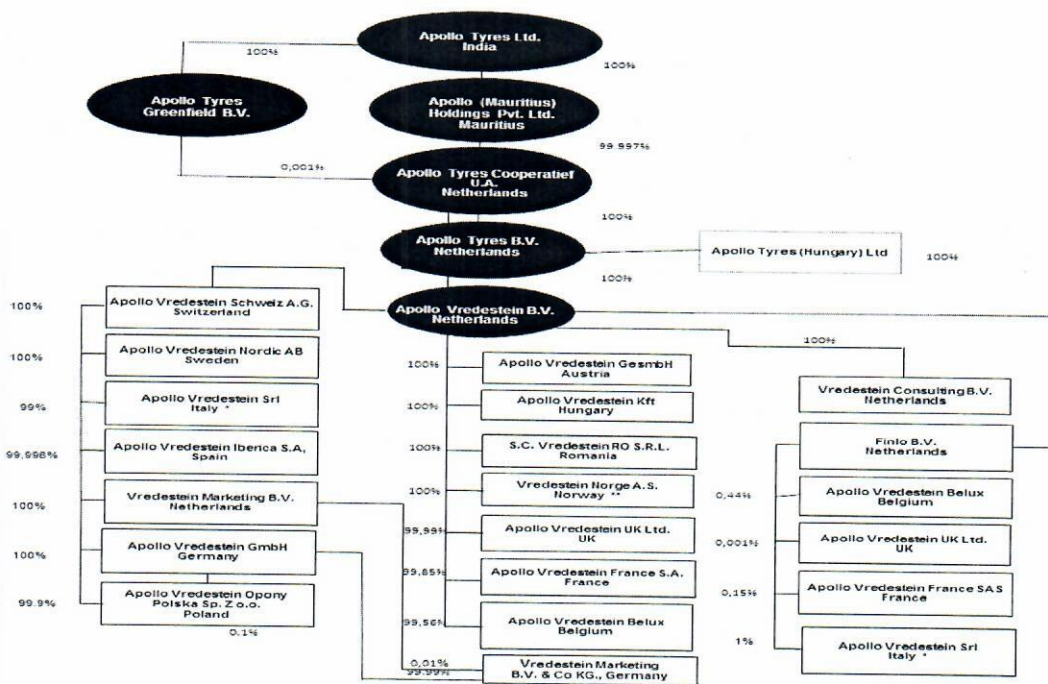 Apollo Tyres Ltd.
India
100%
100%
Apollo Tyres
Greenfield B.V.
Apollo (Mauritius)
Holdings Pvt. Ltd.
Mauritius
99.997%
0,001%
Apollo Tyres Cooperatief
U.A.
Netherlands
100%
Apollo Tyres B.V.
Netherlands
Apollo Tyres (Hungary) Ltd
100%
100%
Apollo Vredestein B.V.
Netherlands
100%
100%
Apollo Vredestein Schweiz A.G.
Switzerland
100%
Apollo Vredestein Nordic AB
Sweden
99%
Apollo Vredestein Srl
Italy *
99,998%
Apollo Vredestein Iberica S.A,
Spain
100%
Vredestein Marketing B.V.
Netherlands
100%
Apollo Vredestein GmbH
Germany
99.9%
Apollo Vredestein Opony
Polska Sp. Z o.o.
Poland
0,1%
100%
Apollo Vredestein GesmbH
Austria
100%
Apollo Vredestein Kft
Hungary
100%
S.C. Vredestein RO S.R.L.
Romania
100%
Vredestein Norge A.S.
Norway **
99,99%
Apollo Vredestein UK Ltd.
UK
99,85%
Apollo Vredestein France S.A.
France
99,56%
Apollo Vredestein Belux
Belgium
0,01%
99.99%
Vredestein Marketing
B.V. & Co KG., Germany
Vredestein Consulting B.V.
Netherlands
Finlo B.V.
Netherlands
0,44%
Apollo Vredestein Belux
Belgium
0,001%
Apollo Vredestein UK Ltd.
UK
0,15%
Apollo Vredestein France SAS
France
1%
Apollo Vredestein Srl
Italy *